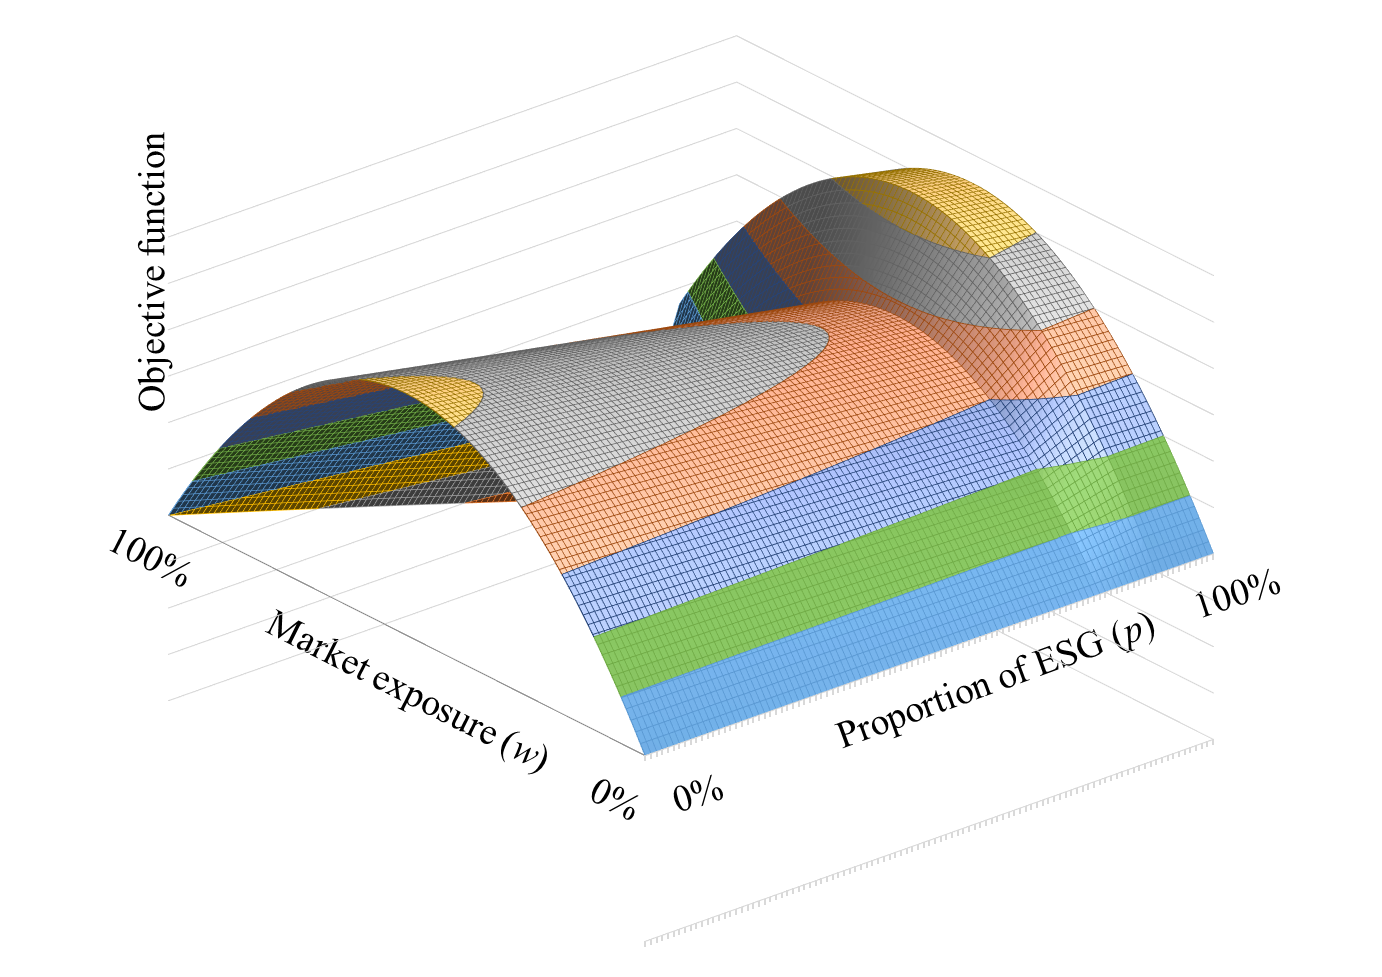 Objective function
100%
Market exposure (w)
0%
0%
Proportion of ESG (p)
100%